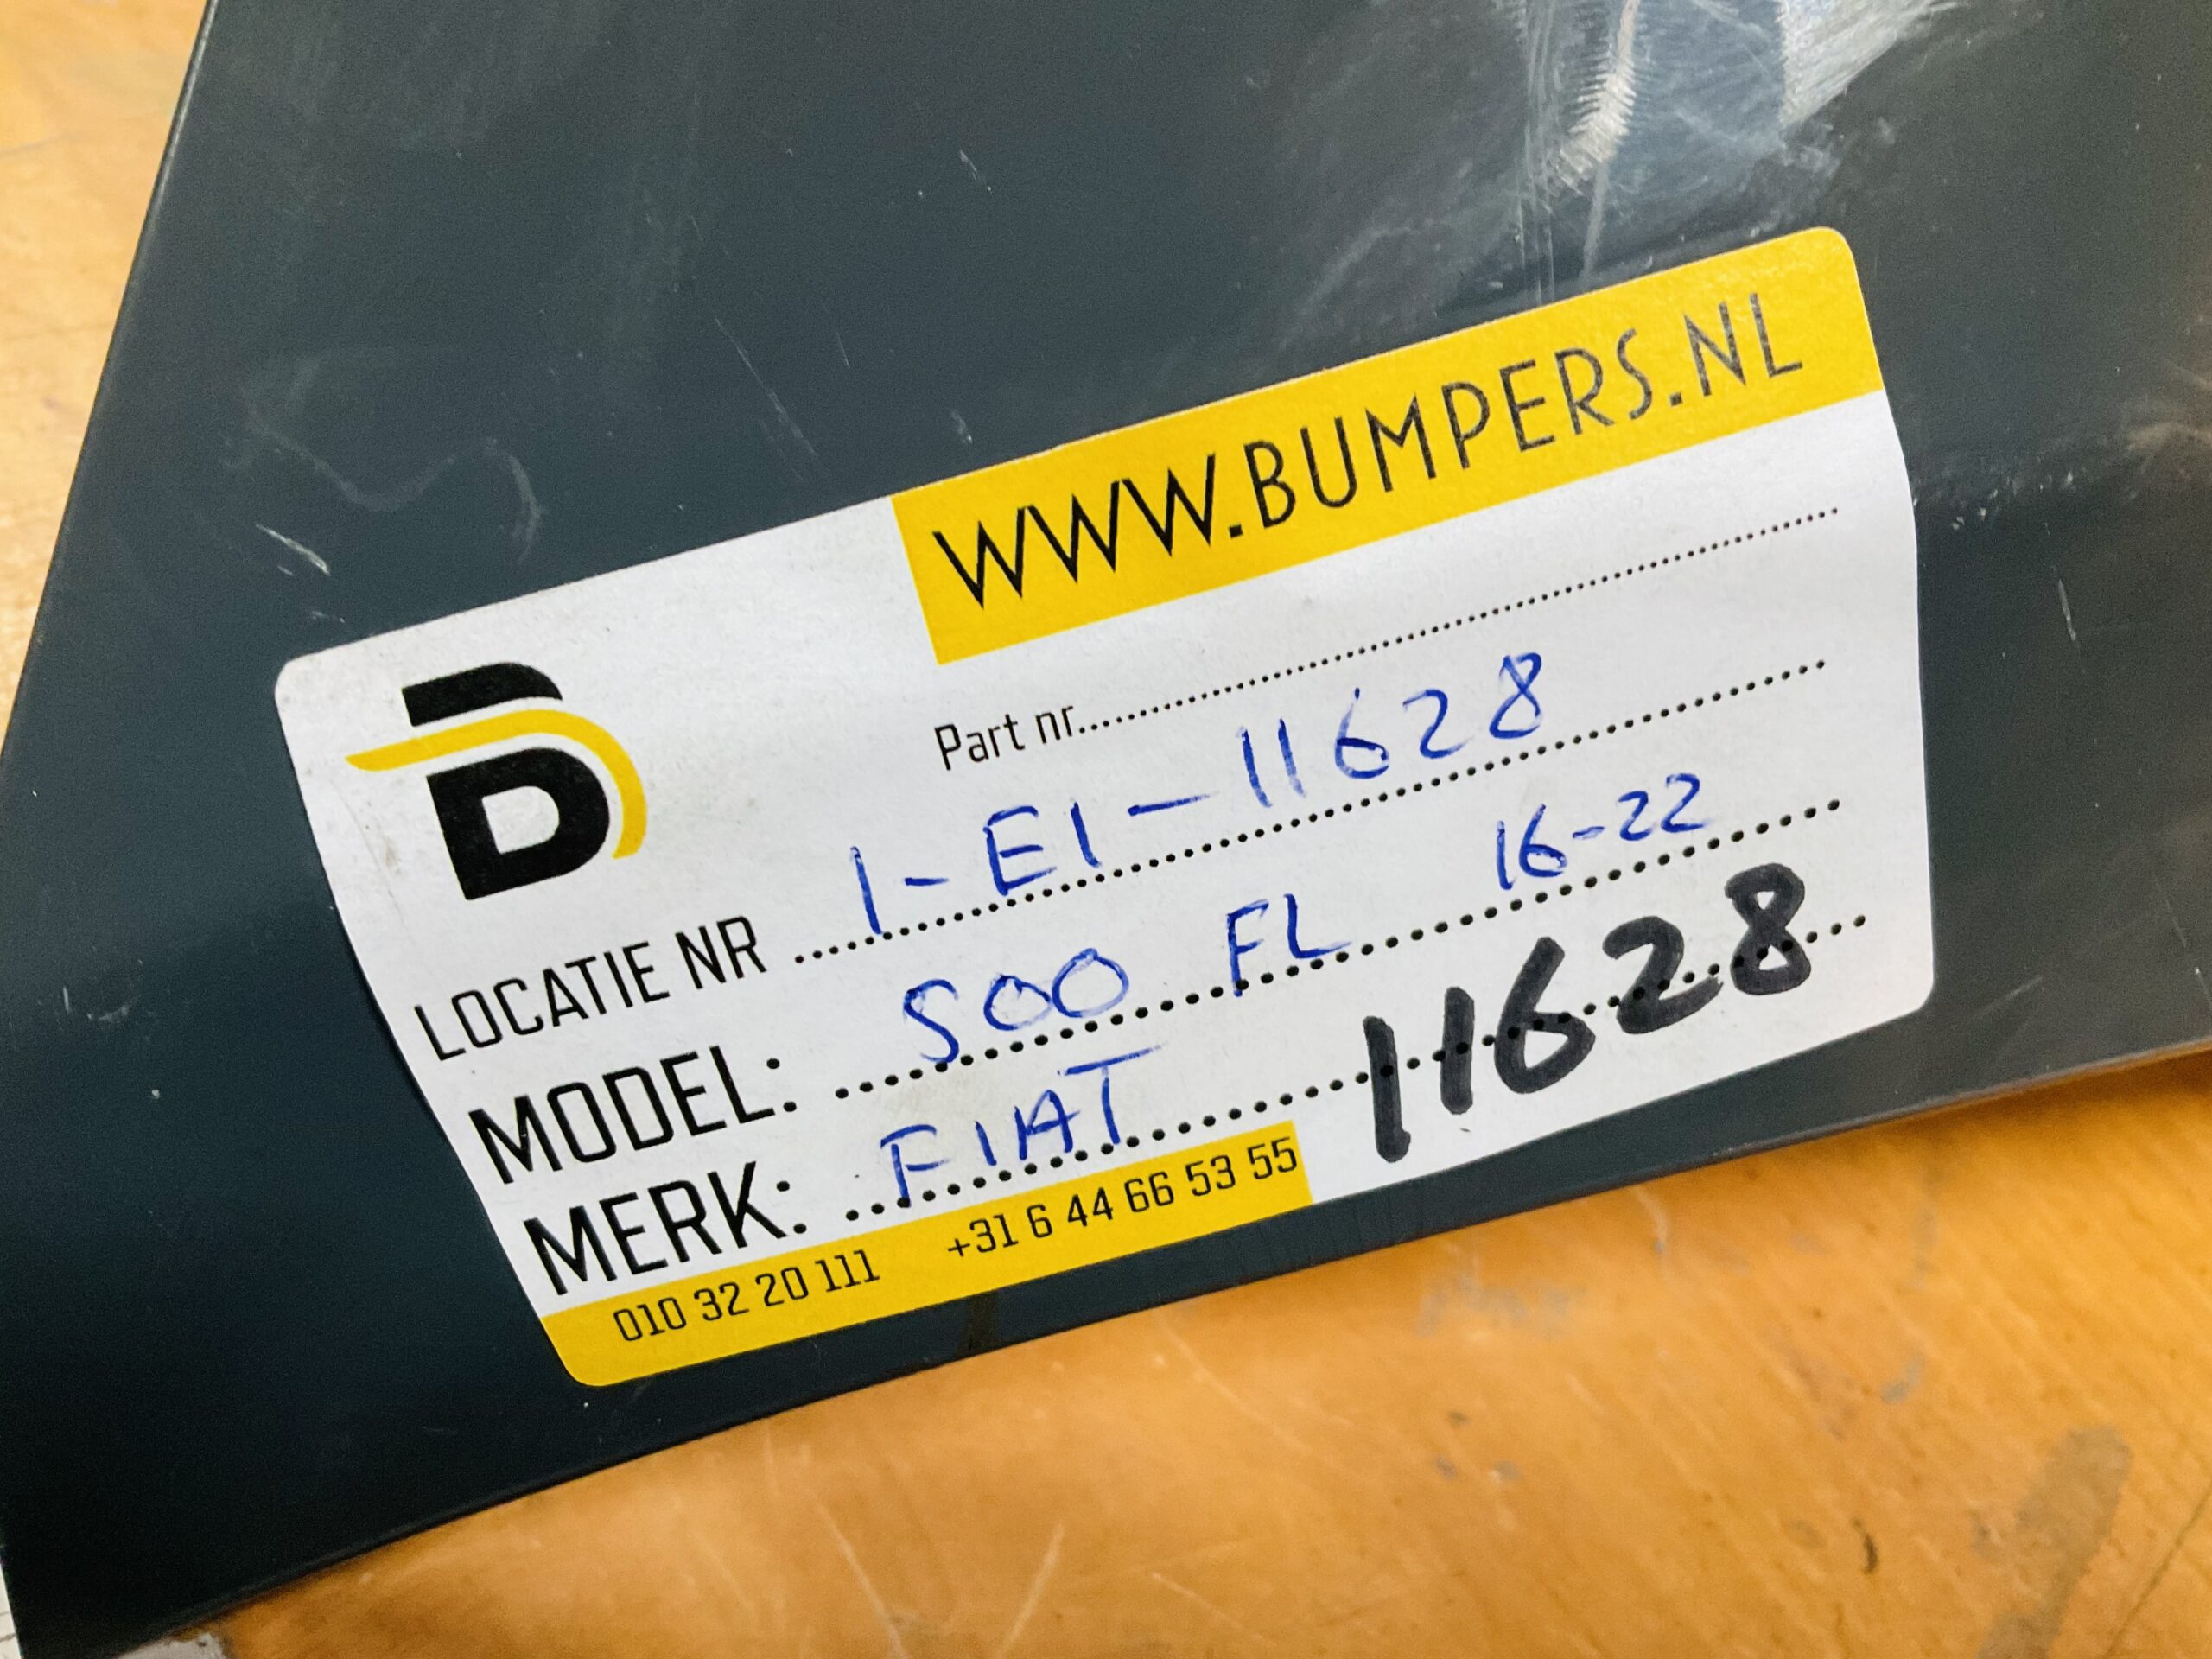 WWW.BUMPERS.NL
B
Part nr..........
LOCATIE NR 1-E1-11628
MODEL: 500 FL 16-22
MERK: FIAT 11628
010 32 20 111 +31 6 44 66 53 55